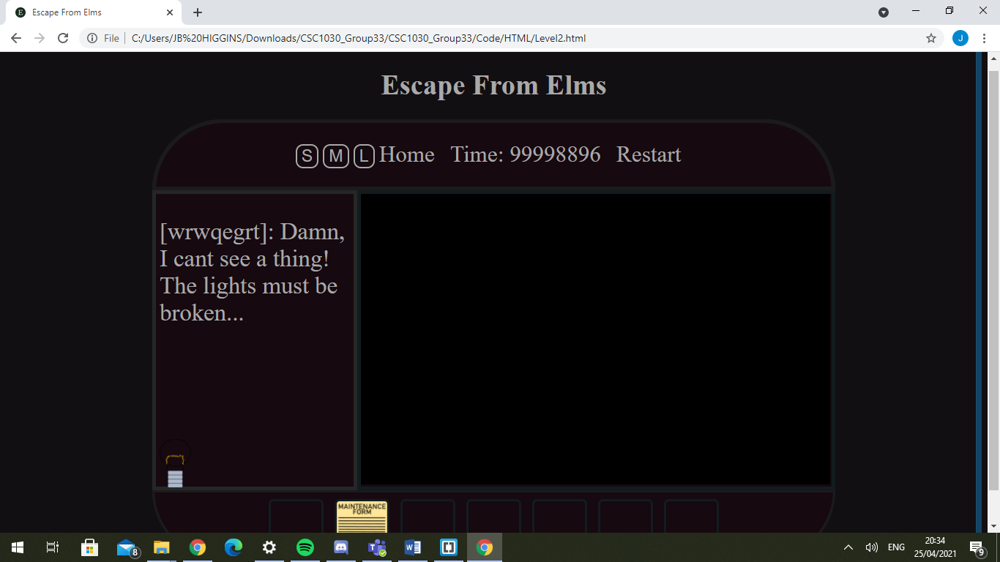 Escape From Elms
File C:/Users/JB%20HIGGINS/Downloads/CSC1030_Group33/CSC1030_Group33/Code/HTML/Level2.html
J
Escape From Elms
S M L Home Time: 99998896 Restart
[wrwqegrt]: Damn,
I cant see a thing!
The lights must be
broken...
MAINTENANCE
FORM
8
ENG
20:34
25/04/2021
9